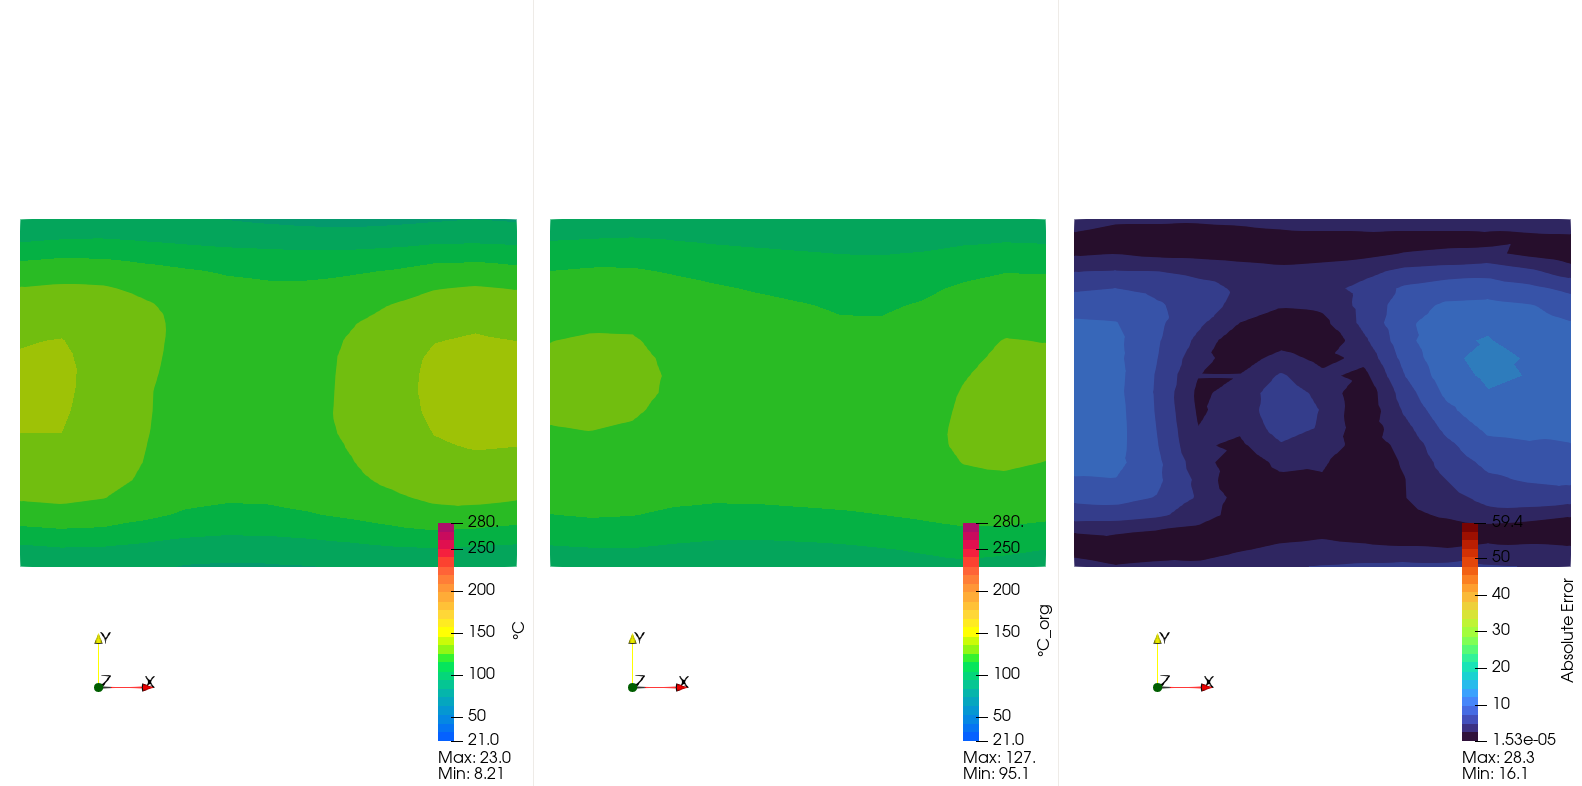 280.
250
200
150
100
50
21.0
°C
Max: 23.0
Min: 8.21
Y
Z
X
280.
250
200
150
100
50
21.0
°C_org
Max: 127.
Min: 95.1
Y
Z
X
59.4
50
40
30
20
10
1.53e-05
Absolute Error
Max: 28.3
Min: 16.1
Y
Z
X